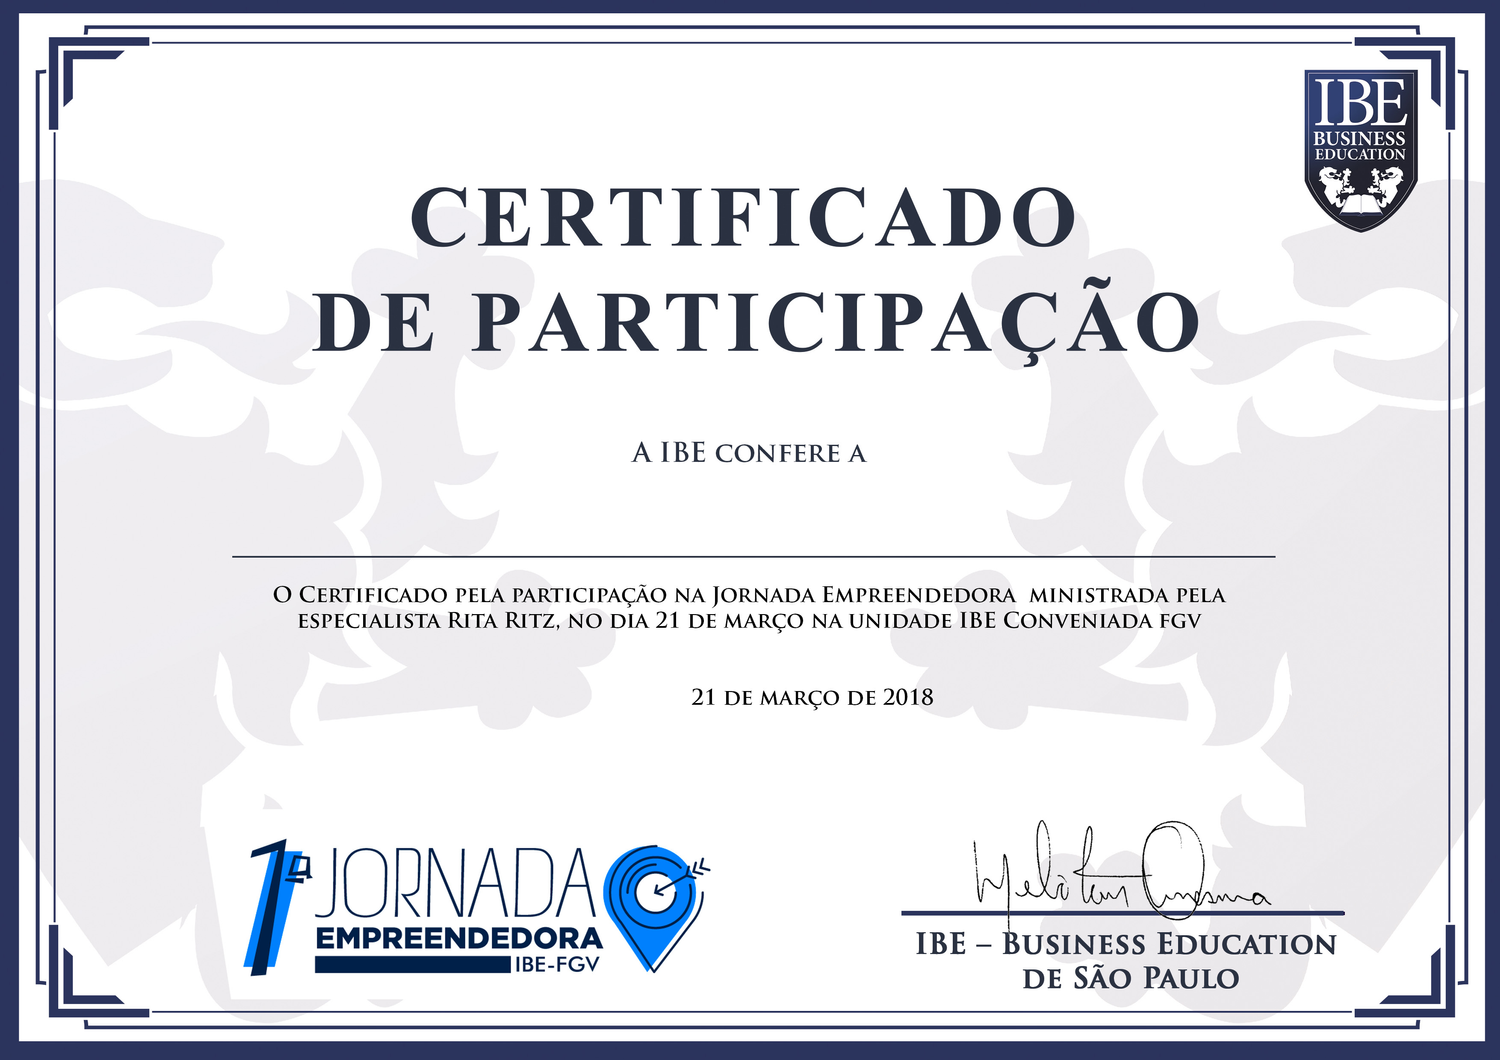 IBE
BUSINESS
EDUCATION
CERTIFICADO
DE PARTICIPAÇÃO
A IBE CONFERE A
O CERTIFICADO PELA PARTICIPAÇÃO NA JORNADA EMPREENDEDORA MINISTRADA PELA
ESPECIALISTA RITA RITZ, NO DIA 21 DE MARÇO NA UNIDADE IBE CONVENIADA FGV
21 DE MARÇO DE 2018
1ª JORNADA
EMPREENDEDORA
IBE-FGV
IBE – BUSINESS EDUCATION
DE SÃO PAULO